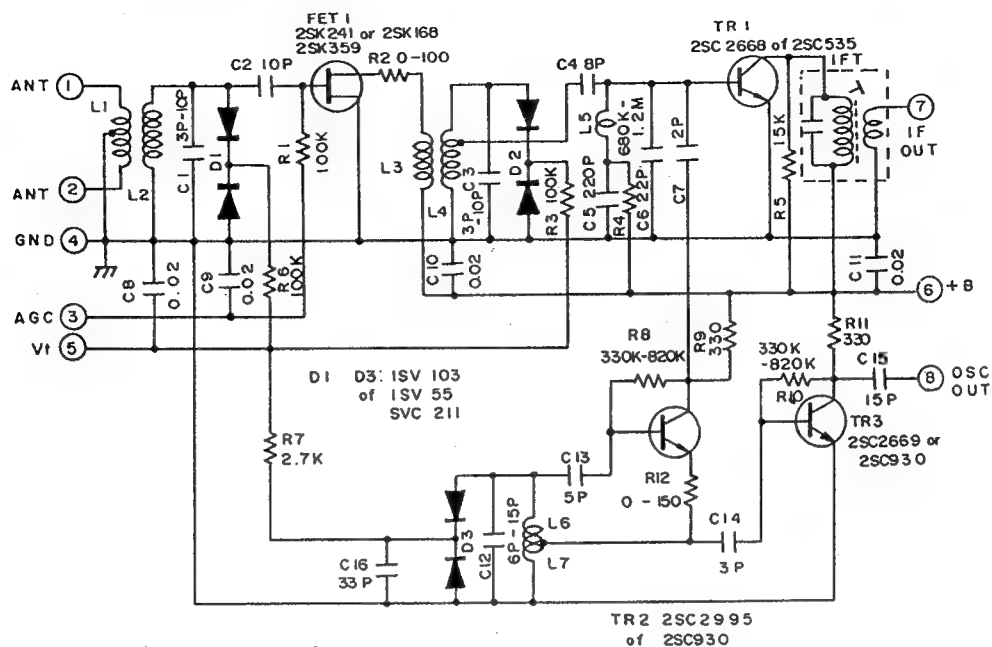 FET 1
2SK241 or 2SK168
2SK359
TR 1
2SC 2668 of 2SC535
R2 0-100
C2 10P
C4 8P
IFT
ANT 1
L1
7
IF
OUT
3P-10P
C1
D1
R1
100K
L3
L4
3P-10P
C3
D2
R3 100K
L5
680K-
1.2M
C5 220P
R4
C6 22P
2P
C7
15K
R5
ANT 2
L2
GND 4
C8
0.02
C9
0.02
R6
100K
C10
0.02
C11
0.02
AGC 3
6 +8
Vt 5
R8
330K-820K
R9
330
R11
330
330K
-820K
R10
C15
15P
8 OSC
OUT
D1 D3: 1SV 103
of 1SV 55
SVC 211
TR3
2SC2669 or
2SC930
R7
2.7K
C13
5P
R12
0-150
D3
C12
6P-15P
L6
L7
C14
3P
C16
33P
TR2 2SC2995
of 2SC930